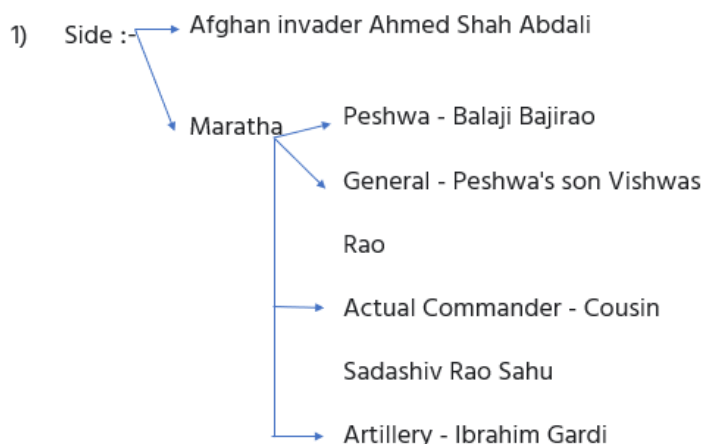 1) Side :- Afghan invader Ahmed Shah Abdali
Maratha
Peshwa - Balaji Bajirao
General - Peshwa's son Vishwas
Rao
Actual Commander - Cousin
Sadashiv Rao Sahu
Artillery - Ibrahim Gardi